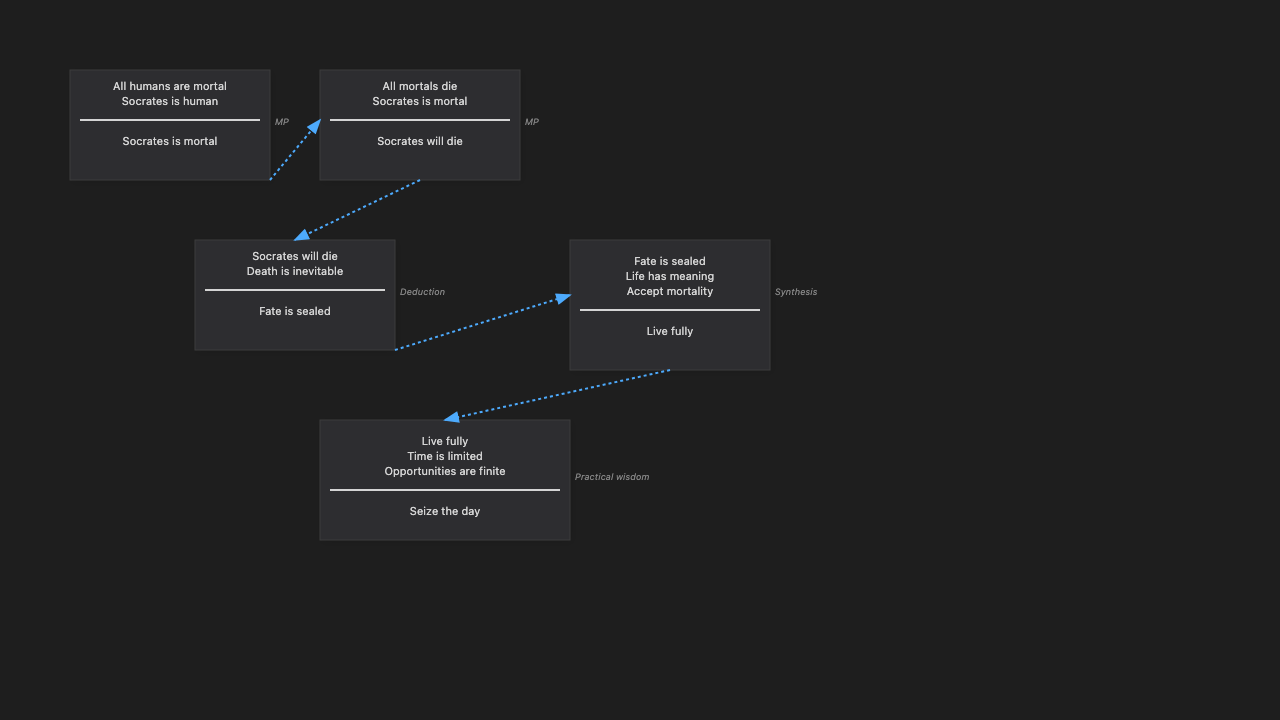 All humans are mortal
Socrates is human
MP
Socrates is mortal
All mortals die
Socrates is mortal
MP
Socrates will die
Socrates will die
Death is inevitable
Deduction
Fate is sealed
Fate is sealed
Life has meaning
Accept mortality
Synthesis
Live fully
Live fully
Time is limited
Opportunities are finite
Practical wisdom
Seize the day